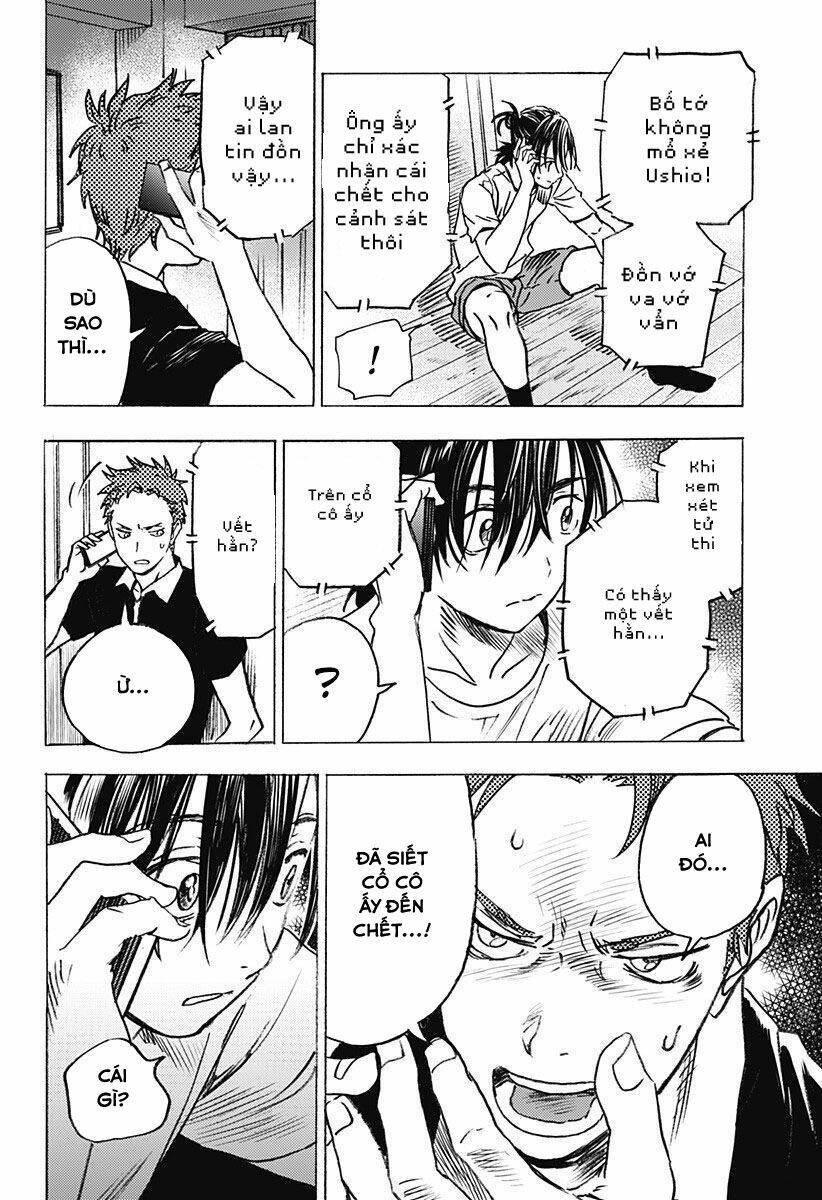 Bố tớ
không
mổ xẻ
Ushio!
Đồn vớ
va vớ
vẩn
Ông ấy
chỉ xác
nhận cái
chết cho
cảnh sát
thôi
!
Vậy
ai lan
tin đồn
vậy...
DÙ
SAO
THÌ...
Khi
xem
xét
tử
thi
Có thấy
một vết
hằn...
Trên cổ
cô ấy
?
Vết
hằn?
Ừ...
AI
ĐÓ...
ĐÃ SIẾT
CỔ CÔ
ẤY ĐẾN
CHẾT...!
CÁI
GÌ?